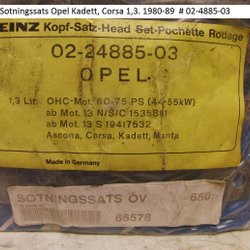 Sotningssats Opel Kadett, Corsa 1,3. 1980-89 # 02-4885-03
EINZ Kopf-Satz-Head Set-Pochette Rodage
02-24885-03
OPEL
1,3 Ltr. OHC-Mot. 60-75 PS (44-55kW)
ab Mot. 13 N/S/C 1535881
ab Mot. 13 S 19417532
Ascona, Corsa, Kadett, Manta
Made in Germany
SOTNINGSSATS ÖV 650:
66578